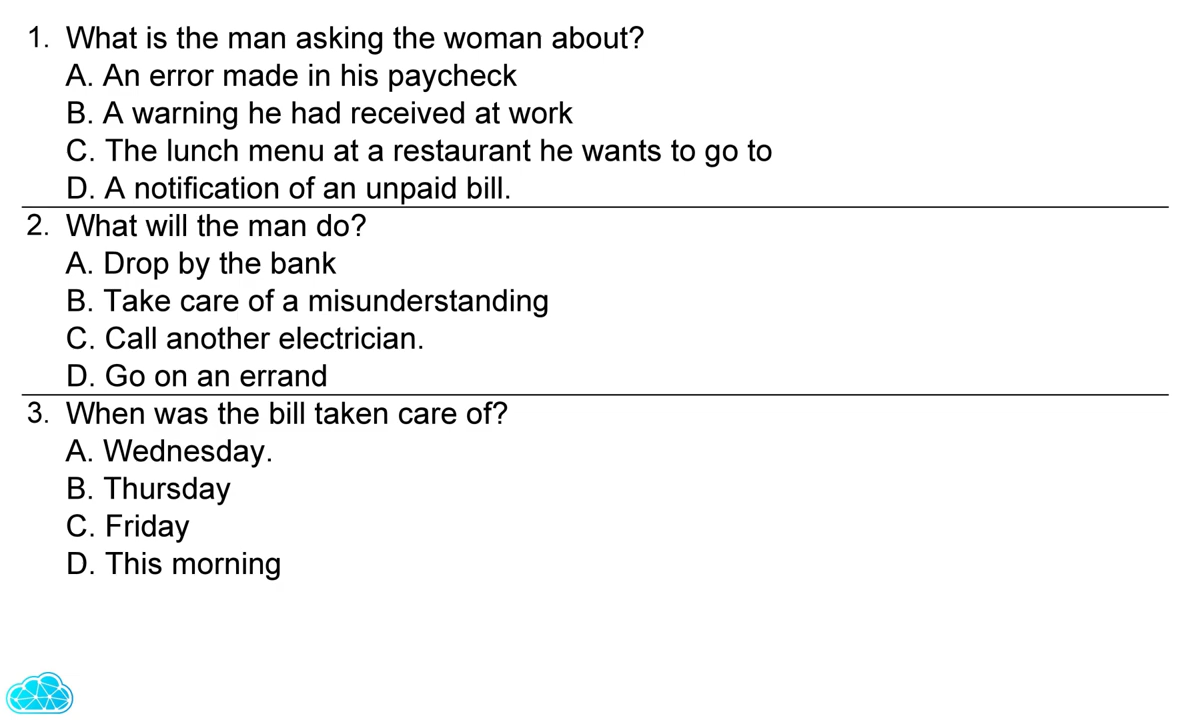 1. What is the man asking the woman about?
A. An error made in his paycheck
B. A warning he had received at work
C. The lunch menu at a restaurant he wants to go to
D. A notification of an unpaid bill.
2. What will the man do?
A. Drop by the bank
B. Take care of a misunderstanding
C. Call another electrician.
D. Go on an errand
3. When was the bill taken care of?
A. Wednesday.
B. Thursday
C. Friday
D. This morning